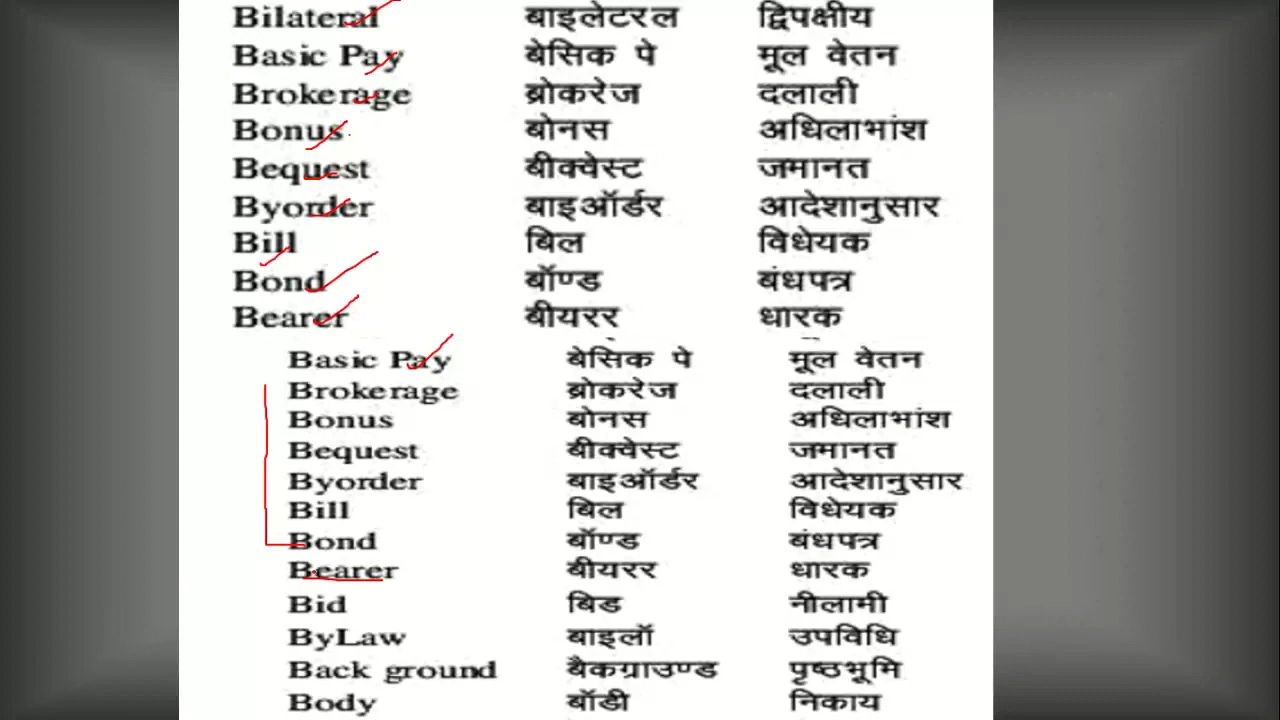 Bilateral बाइलेटरल द्विपक्षीय
Basic Pay बेसिक पे मूल वेतन
Brokerage ब्रोकरेज दलाली
Bonus बोनस अधिलाभांश
Bequest बीक्वेस्ट जमानत
Byorder बाइऑर्डर आदेशानुसार
Bill बिल विधेयक
Bond बॉण्ड बंधपत्र
Bearer बीयरर धारक
Basic Pay बेसिक पे मूल वेतन
Brokerage ब्रोकरेज दलाली
Bonus बोनस अधिलाभांश
Bequest बीक्वेस्ट जमानत
Byorder बाइऑर्डर आदेशानुसार
Bill बिल विधेयक
Bond बॉण्ड बंधपत्र
Bearer बीयरर धारक
Bid बिड नीलामी
ByLaw बाइलॉ उपविधि
Back ground बैकग्राउण्ड पृष्ठभूमि
Body बॉडी निकाय